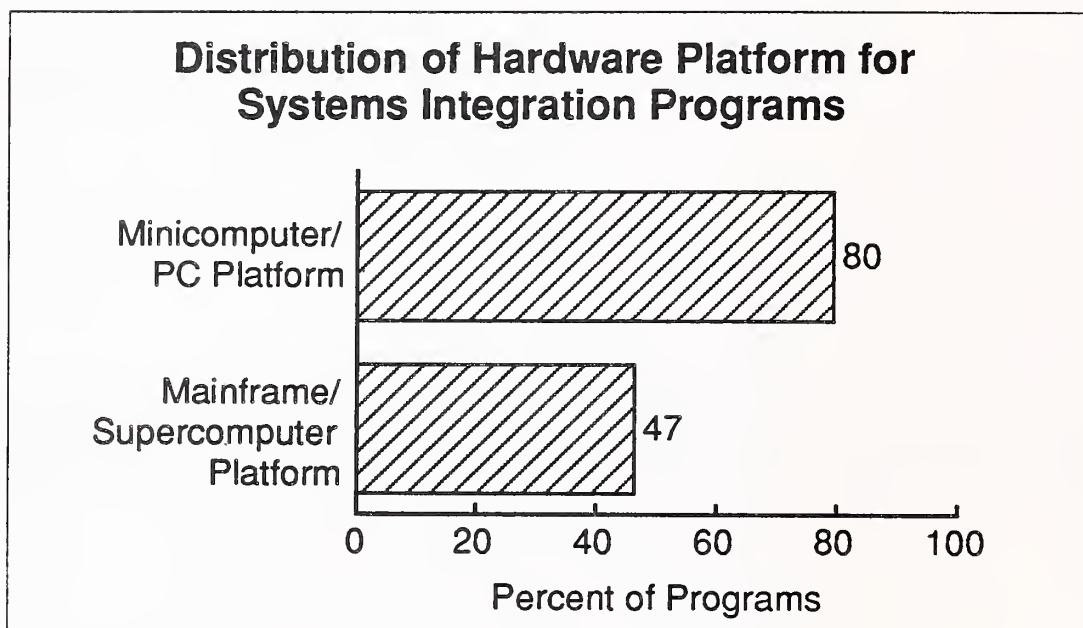 Distribution of Hardware Platform for
Systems Integration Programs
Minicomputer/
PC Platform
80
Mainframe/
Supercomputer
Platform
47
0 20 40 60 80 100
Percent of Programs